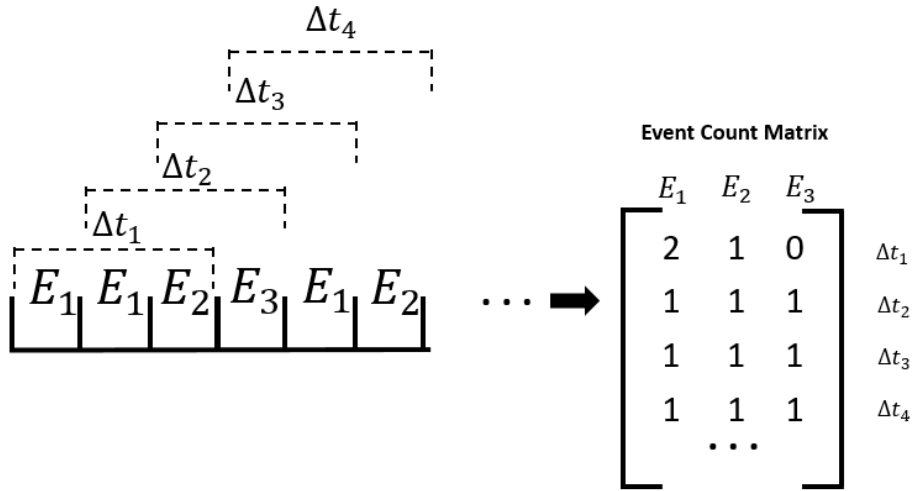 Δt₄
Δt₃
Δt₂
Δt₁
E₁ E₁ E₂ E₃ E₁ E₂ ...
Event Count Matrix
E₁ E₂ E₃
2 1 0 Δt₁
1 1 1 Δt₂
1 1 1 Δt₃
1 1 1 Δt₄
...